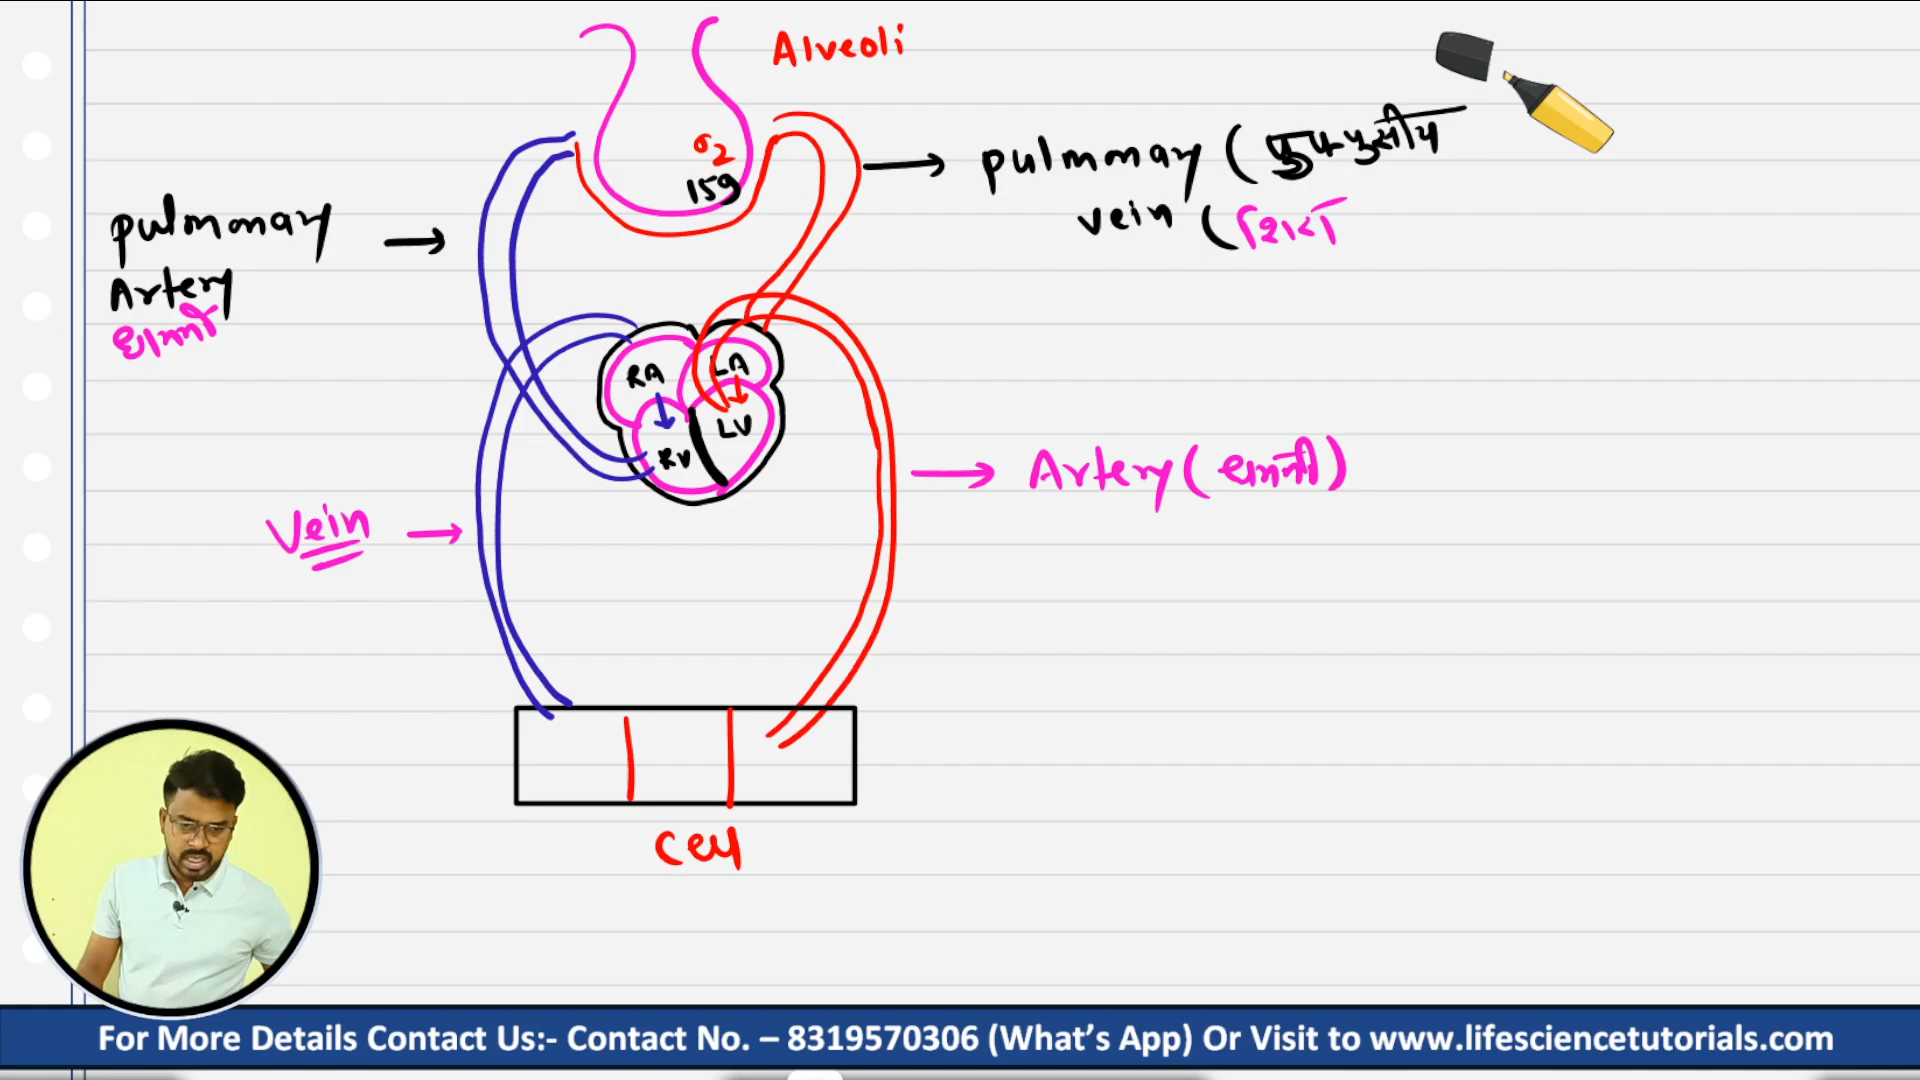 Alveoli
O2
159
pulmonary (फुफ्फुसीय
vein (शिरा
pulmonary
Artery
धमनी
RA
LA
RV
LV
Artery (धमनी)
Vein
Cell
For More Details Contact Us:- Contact No. – 8319570306 (What's App) Or Visit to www.lifesciencetutorials.com